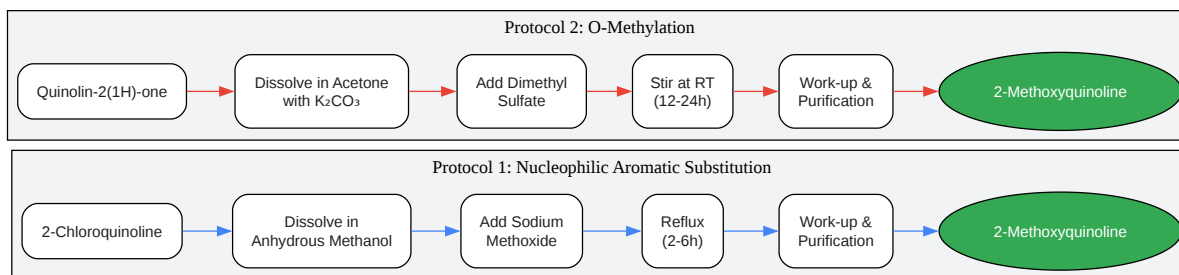 Protocol 2: O-Methylation
Quinolin-2(1H)-one
Dissolve in Acetone
with K₂CO₃
Add Dimethyl
Sulfate
Stir at RT
(12-24h)
Work-up &
Purification
2-Methoxyquinoline
Protocol 1: Nucleophilic Aromatic Substitution
2-Chloroquinoline
Dissolve in
Anhydrous Methanol
Add Sodium
Methoxide
Reflux
(2-6h)
Work-up &
Purification
2-Methoxyquinoline